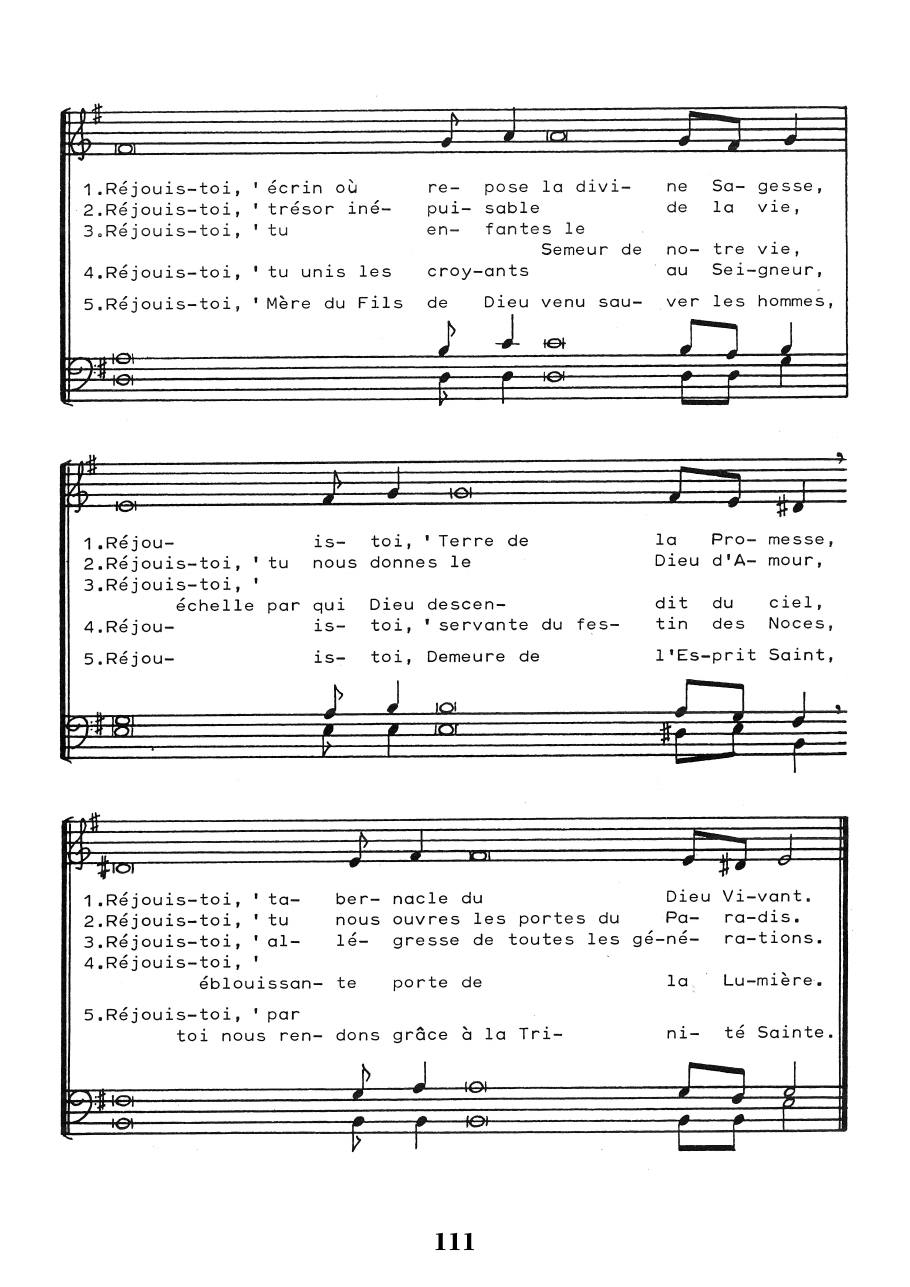 1.Réjouis-toi, ' écrin où re- pose la divi- ne Sa- gesse,
2.Réjouis-toi, ' trésor iné- pui- sable de la vie,
3.Réjouis-toi, ' tu en- fantes le
Semeur de no- tre vie,
4.Réjouis-toi, ' tu unis les croy-ants au Sei-gneur,
5.Réjouis-toi, ' Mère du Fils de Dieu venu sau- ver les hommes,
1.Réjou- is- toi, ' Terre de la Pro- messe,
2.Réjouis-toi, ' tu nous donnes le Dieu d'A- mour,
3.Réjouis-toi, '
échelle par qui Dieu descen- dit du ciel,
4.Réjou- is- toi, ' servante du fes- tin des Noces,
5.Réjou- is- toi, Demeure de l'Es-prit Saint,
1.Réjouis-toi, ' ta- ber- nacle du Dieu Vi-vant.
2.Réjouis-toi, ' tu nous ouvres les portes du Pa- ra-dis.
3.Réjouis-toi, ' al- lé- gresse de toutes les gé-né- ra-tions.
4.Réjouis-toi, '
éblouissan- te porte de la Lu-mière.
5.Réjouis-toi, ' par
toi nous ren- dons grâce à la Tri- ni- té Sainte.
111